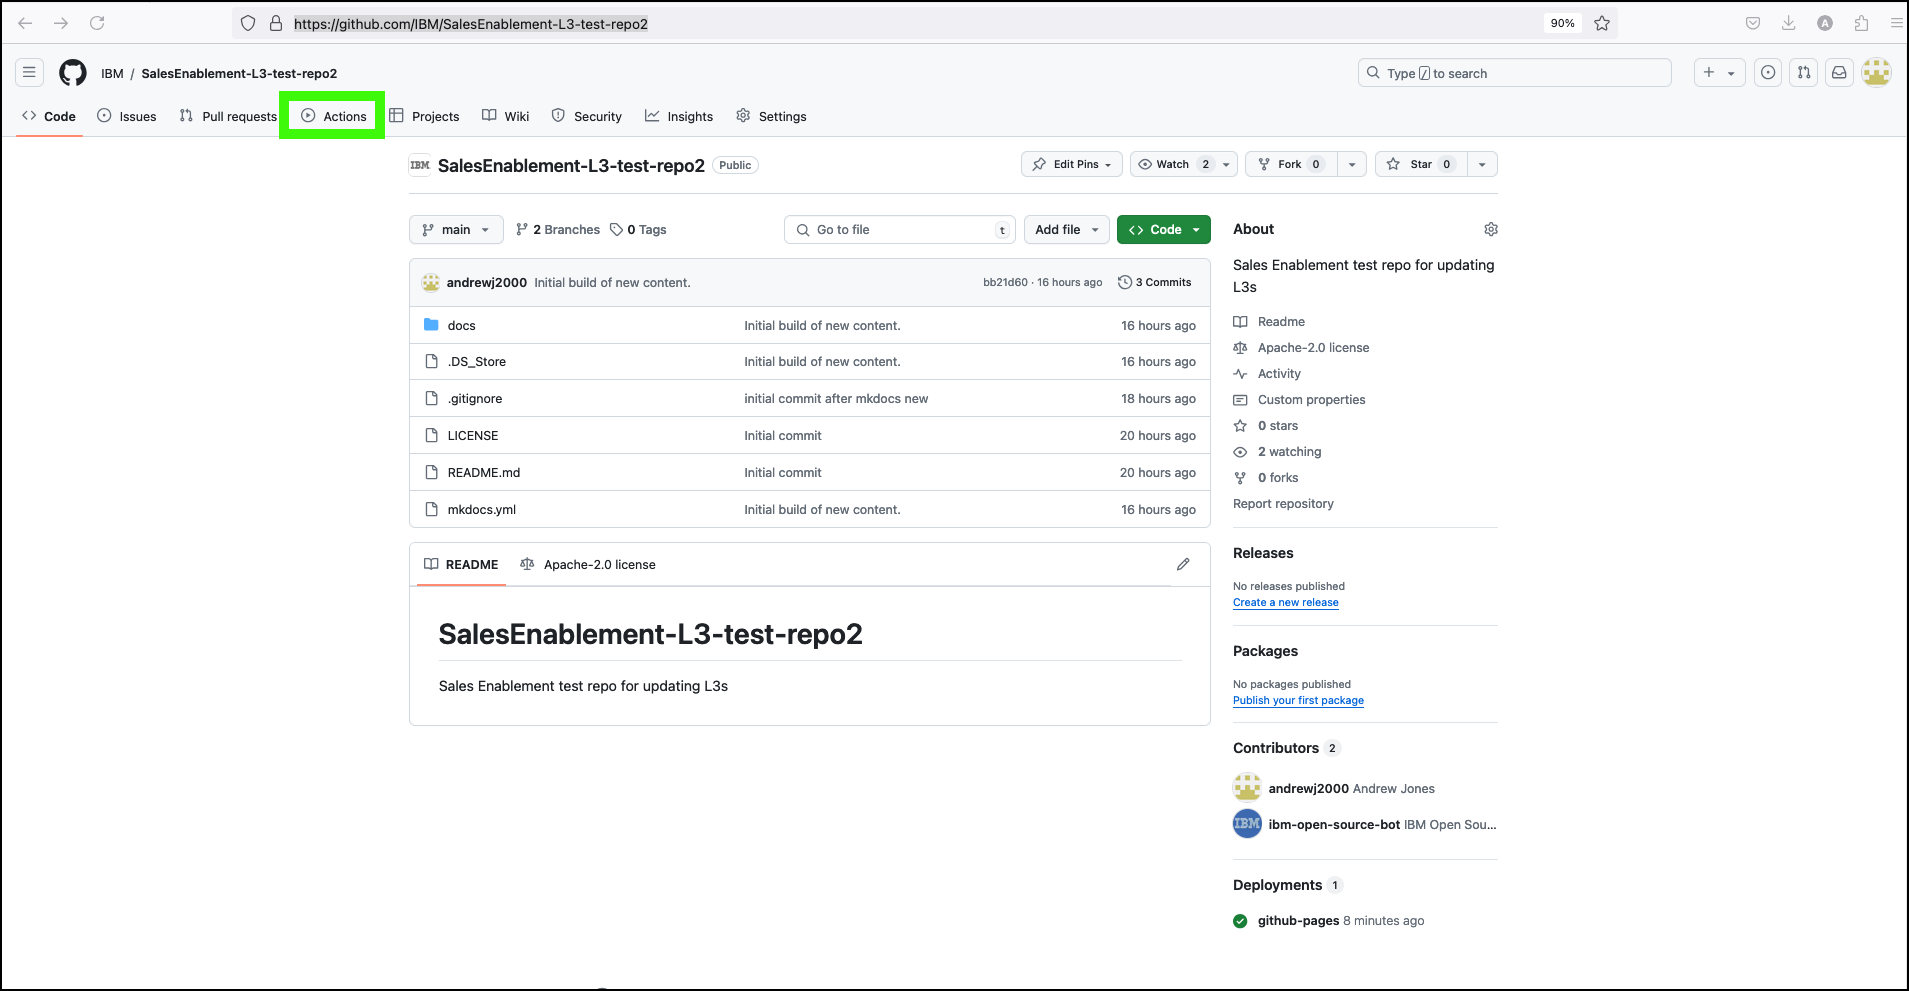 https://github.com/IBM/SalesEnablement-L3-test-repo2
90%
A
IBM / SalesEnablement-L3-test-repo2
Type / to search
Code Issues Pull requests Actions Projects Wiki Security Insights Settings
IBM SalesEnablement-L3-test-repo2 Public
Edit Pins Watch 2 Fork 0 Star 0
main 2 Branches 0 Tags Go to file t Add file Code
andrewj2000 Initial build of new content. bb21d60 · 16 hours ago 3 Commits
docs Initial build of new content. 16 hours ago
.DS_Store Initial build of new content. 16 hours ago
.gitignore initial commit after mkdocs new 18 hours ago
LICENSE Initial commit 20 hours ago
README.md Initial commit 20 hours ago
mkdocs.yml Initial build of new content. 16 hours ago
README Apache-2.0 license
SalesEnablement-L3-test-repo2
Sales Enablement test repo for updating L3s
About
Sales Enablement test repo for updating
L3s
Readme
Apache-2.0 license
Activity
Custom properties
0 stars
2 watching
0 forks
Report repository
Releases
No releases published
Create a new release
Packages
No packages published
Publish your first package
Contributors 2
andrewj2000 Andrew Jones
IBM ibm-open-source-bot IBM Open Sou...
Deployments 1
github-pages 8 minutes ago